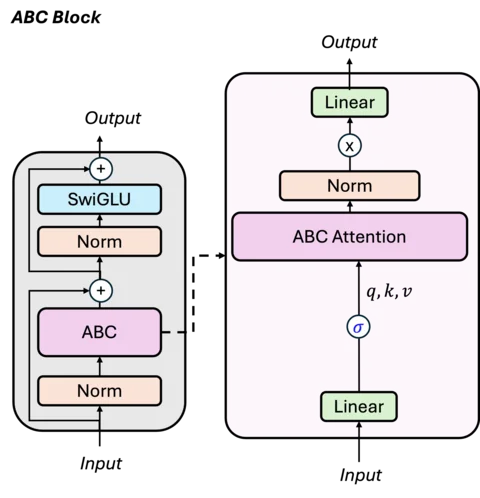 ABC Block
Output
+
SwiGLU
Norm
+
ABC
Norm
Input
Output
Linear
x
Norm
ABC Attention
q, k, v
σ
Linear
Input